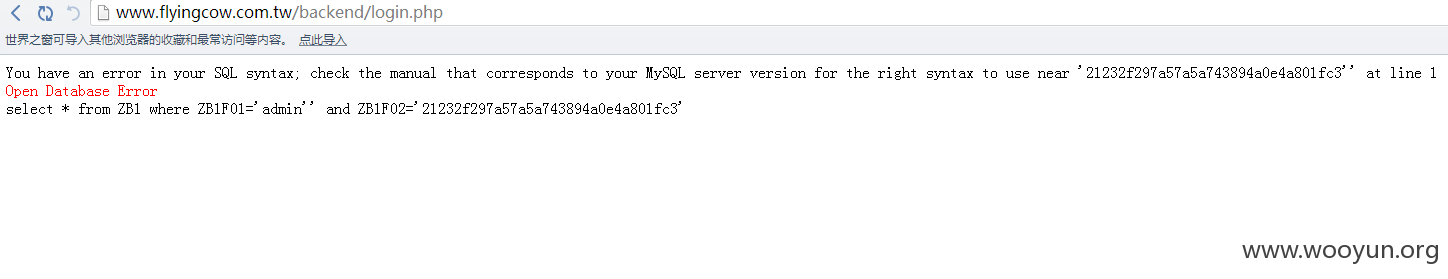 www.flyingcow.com.tw/backend/login.php
世界之窗可导入其他浏览器的收藏和最常访问等内容。 点此导入
You have an error in your SQL syntax; check the manual that corresponds to your MySQL server version for the right syntax to use near '21232f297a57a5a743894a0e4a801fc3'' at line 1
Open Database Error
select * from ZB1 where ZB1F01='admin'' and ZB1F02='21232f297a57a5a743894a0e4a801fc3'
www.wooyun.org